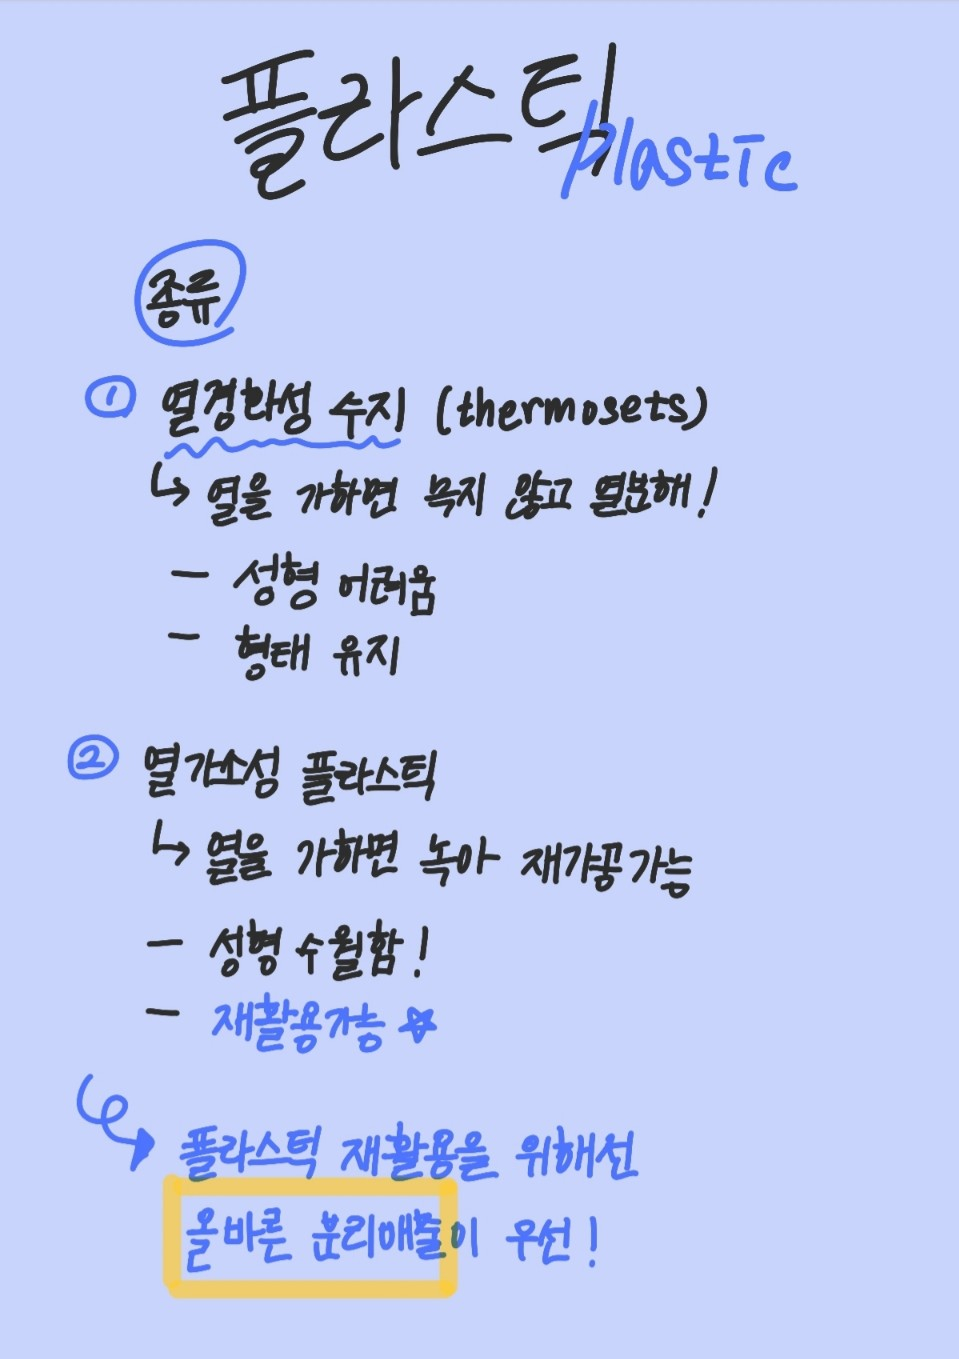 플라스틱
plastic
종류
① 열경화성 수지 (thermosets)
↳ 열을 가하면 녹지 않고 열분해!
- 성형 어려움
- 형태 유지
② 열가소성 플라스틱
↳ 열을 가하면 녹아 재가공가능
- 성형 수월함!
- 재활용가능 ☆
플라스틱 재활용을 위해선
올바른 분리배출이 우선!